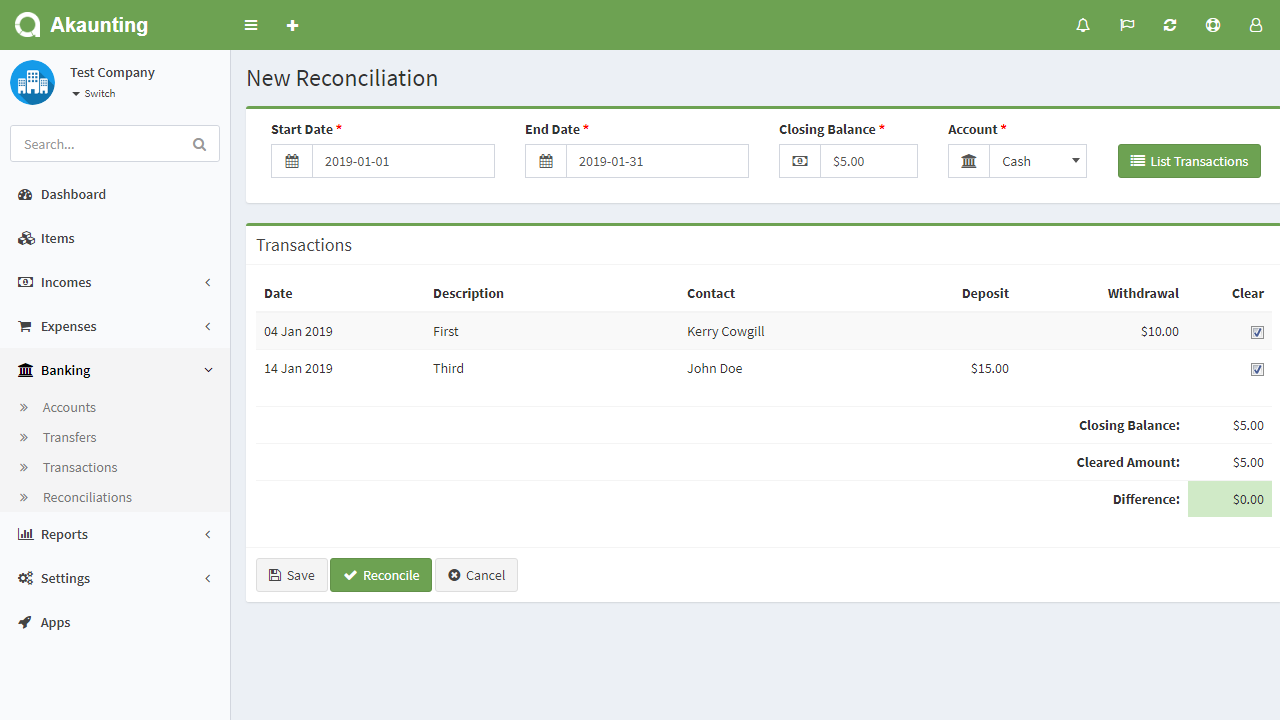 Akaunting
Test Company
Switch
Search...
Dashboard
Items
Incomes
Expenses
Banking
Accounts
Transfers
Transactions
Reconciliations
Reports
Settings
Apps
New Reconciliation
Start Date * End Date * Closing Balance * Account *
2019-01-01 2019-01-31 $5.00 Cash List Transactions
Transactions
Date Description Contact Deposit Withdrawal Clear
04 Jan 2019 First Kerry Cowgill $10.00
14 Jan 2019 Third John Doe $15.00
Closing Balance: $5.00
Cleared Amount: $5.00
Difference: $0.00
Save Reconcile Cancel